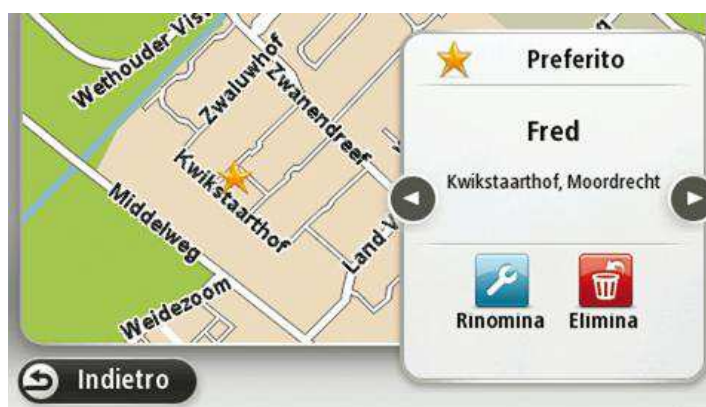 Wethouder-Vis
Zwaluwhof
Zwanendreef
Kwikstaarthof
Middelweg
Land-V
Weidezoom
Preferito
Fred
Kwikstaarthof, Moordrecht
Rinomina
Elimina
Indietro